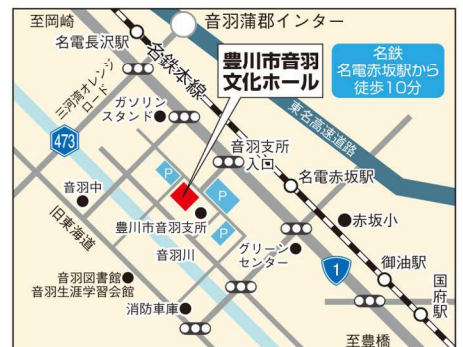 至岡崎
音羽蒲郡インター
名電長沢駅
名鉄本線
豊川市音羽
文化ホール
名鉄
名電赤坂駅から
徒歩10分
三河湾オレンジ
ロード
ガソリン
スタンド
東名高速道路
473
音羽支所
入口
P
名電赤坂駅
音羽中
P
赤坂小
豊川市音羽支所
P
旧東海道
音羽川
グリーン
センター
1
御油駅
国府駅
音羽図書館
音羽生涯学習会館
消防車庫
至豊橋